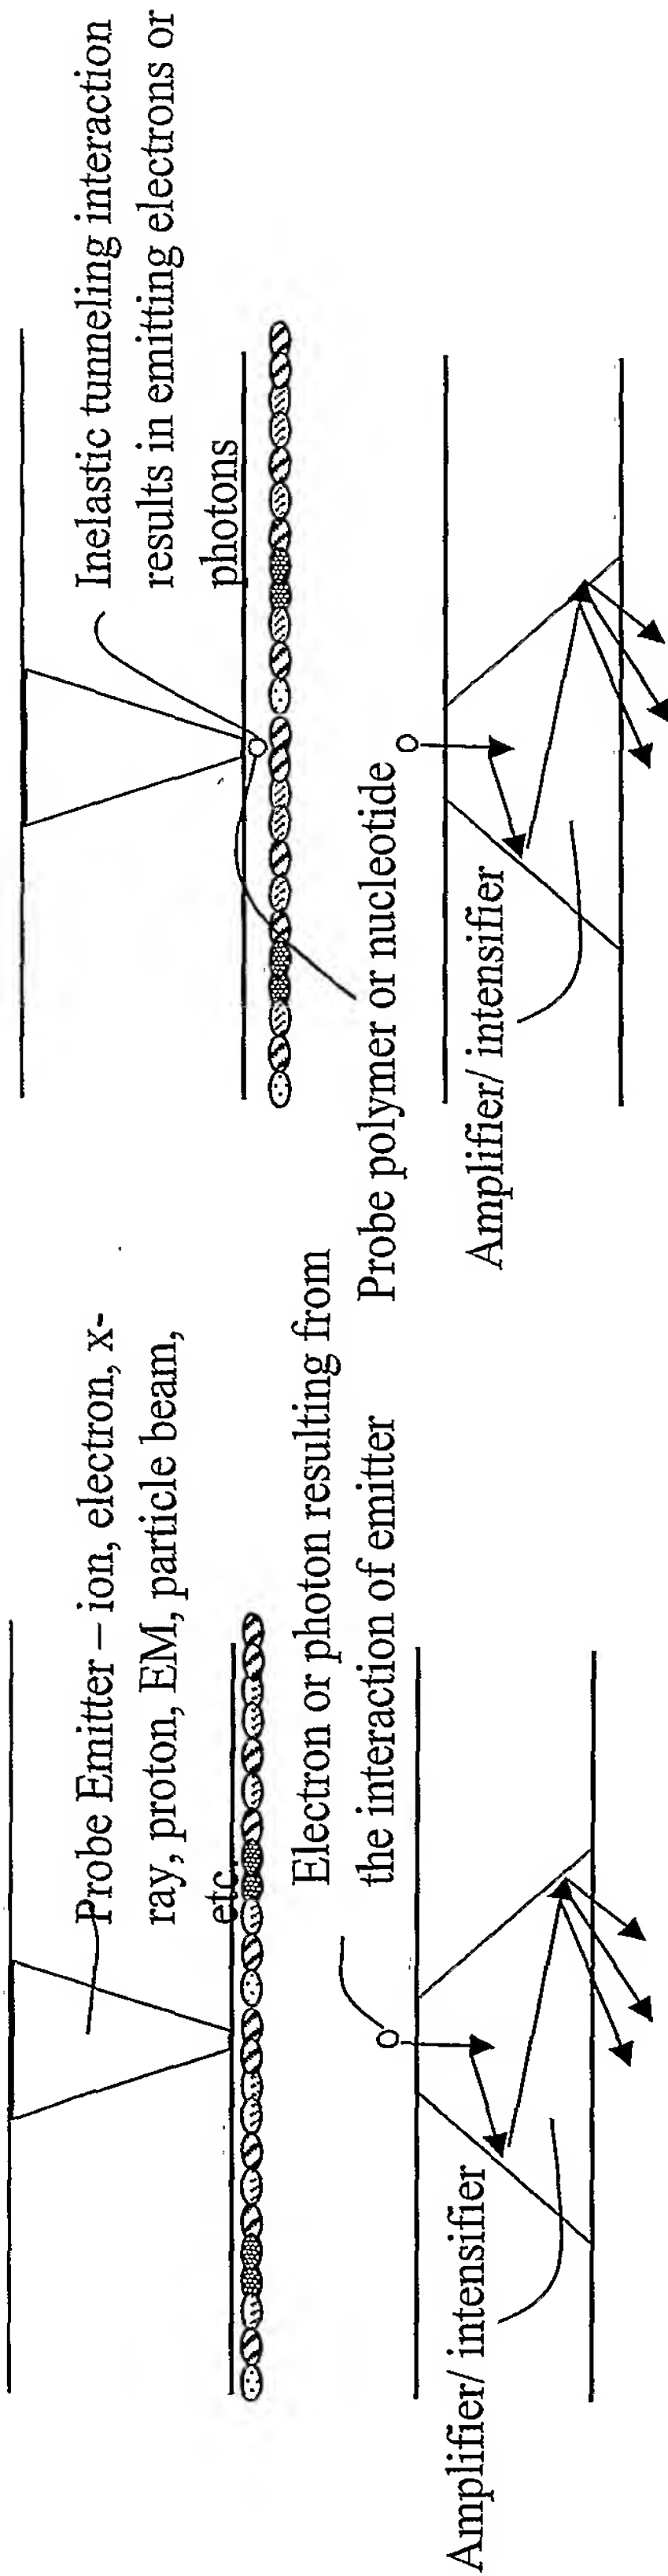 Probe Emitter – ion, electron, x-
ray, proton, EM, particle beam,
etc
Electron or photon resulting from
the interaction of emitter
Amplifier/ intensifier
Inelastic tunneling interaction
results in emitting electrons or
photons
Probe polymer or nucleotide
Amplifier/ intensifier